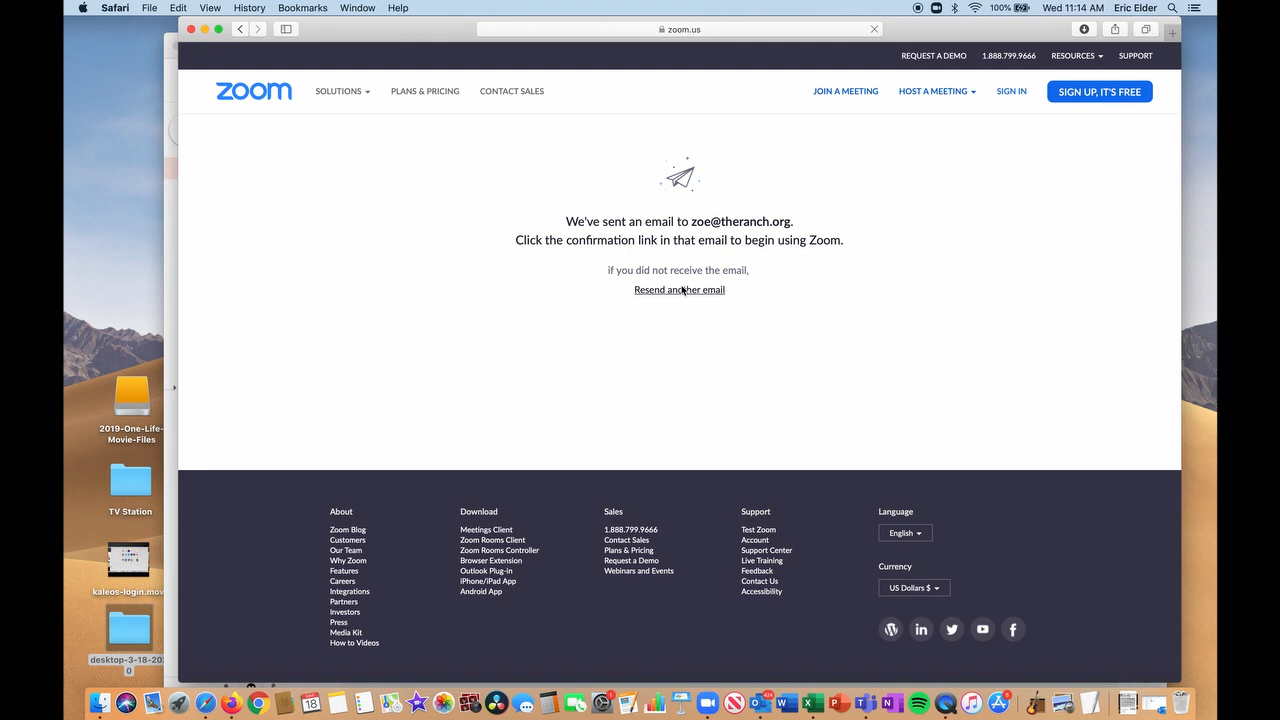 Safari File Edit View History Bookmarks Window Help 100% Wed 11:14 AM Eric Elder
zoom.us
REQUEST A DEMO 1.888.799.9666 RESOURCES SUPPORT
zoom SOLUTIONS PLANS & PRICING CONTACT SALES JOIN A MEETING HOST A MEETING SIGN IN SIGN UP, IT'S FREE
We've sent an email to zoe@theranch.org.
Click the confirmation link in that email to begin using Zoom.
if you did not receive the email,
Resend another email
2019-One-Life-
Movie-Files
TV Station
kaleos-login.mov
desktop-3-18-202
0
About
Zoom Blog
Customers
Our Team
Why Zoom
Features
Careers
Integrations
Partners
Investors
Press
Media Kit
How to Videos
Download
Meetings Client
Zoom Rooms Client
Zoom Rooms Controller
Browser Extension
Outlook Plug-in
iPhone/iPad App
Android App
Sales
1.888.799.9666
Contact Sales
Plans & Pricing
Request a Demo
Webinars and Events
Support
Test Zoom
Account
Support Center
Live Training
Feedback
Contact Us
Accessibility
Language
English
Currency
US Dollars $
18